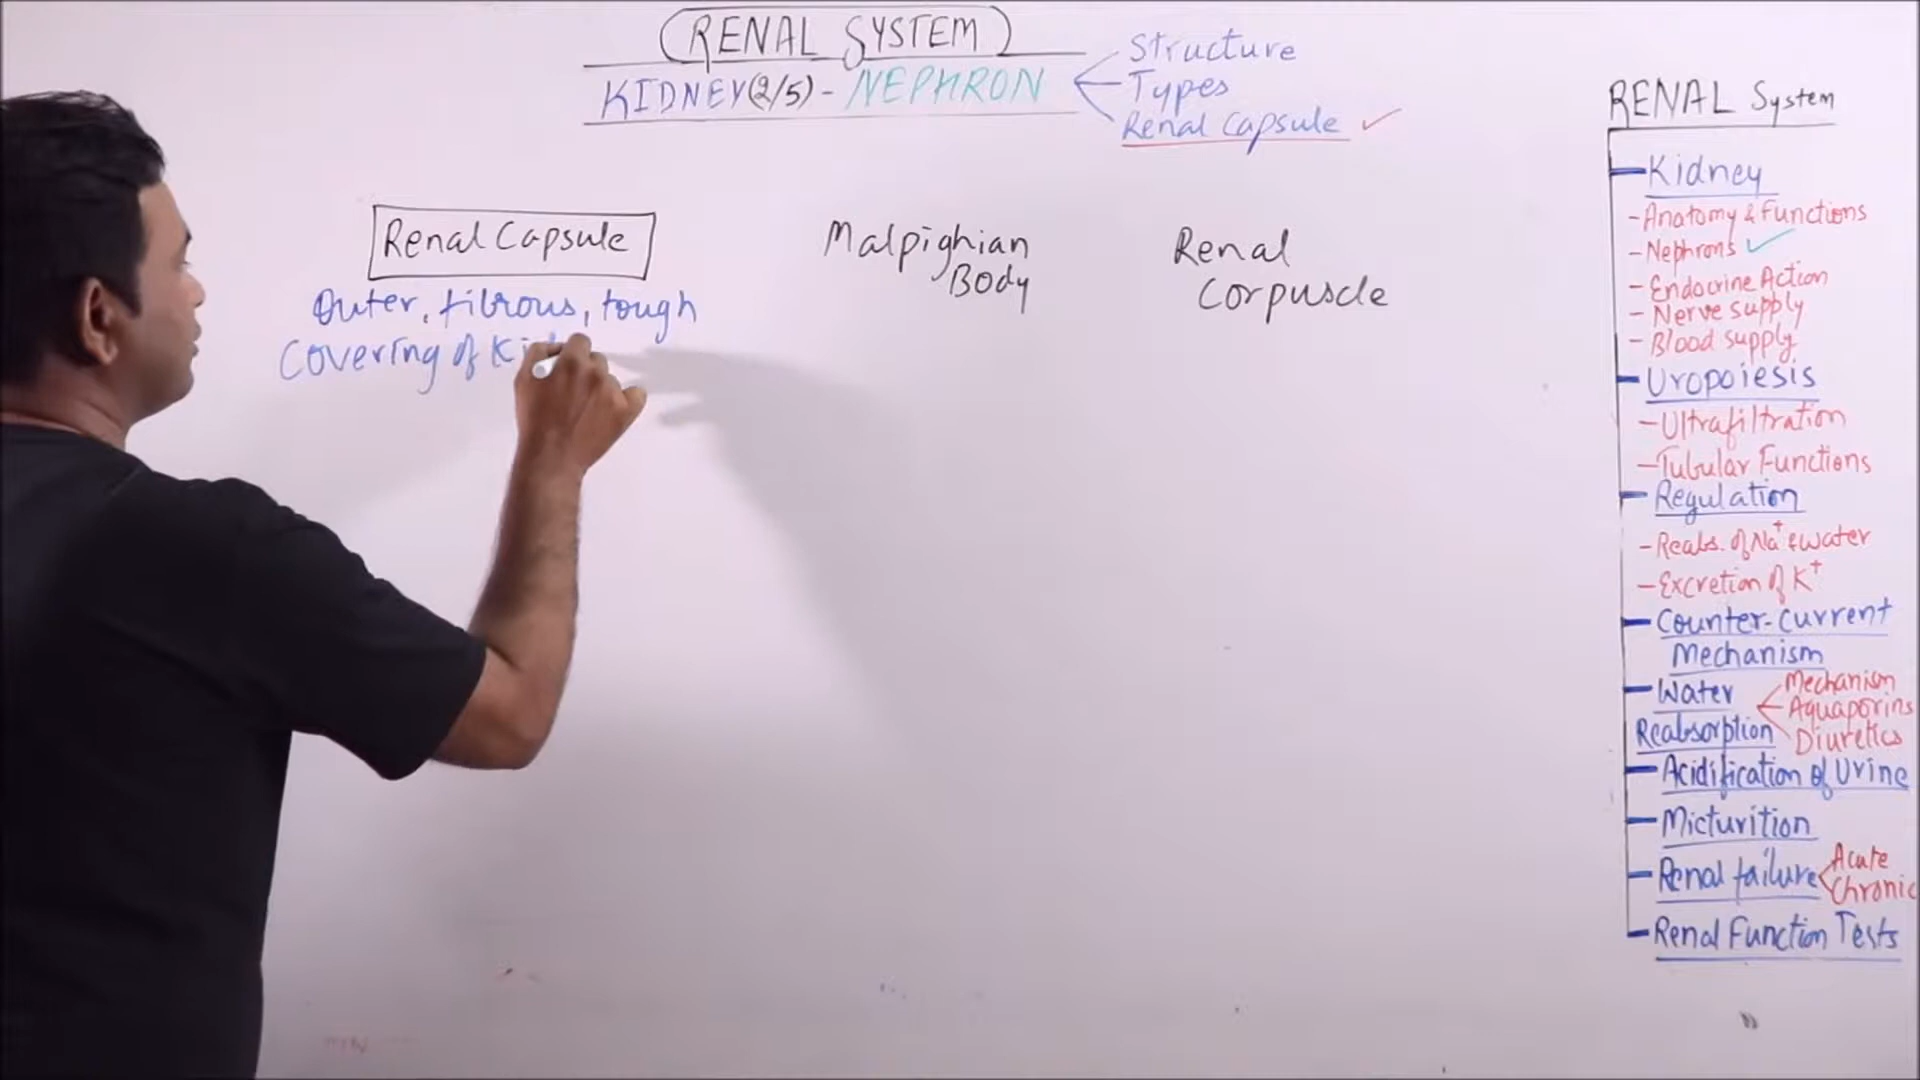 RENAL SYSTEM
KIDNEY(2/5) - NEPHRON
Structure
Types
Renal Capsule ✓
Renal Capsule
Outer, fibrous, tough
Covering of
Malpighian
Body
Renal
Corpuscle
RENAL System
Kidney
- Anatomy & Functions
- Nephrons ✓
- Endocrine Action
- Nerve supply
- Blood supply
Uropoiesis
- Ultrafiltration
- Tubular Functions
Regulation
- Reabs. of Na⁺ & water
- Excretion of K⁺
Counter-current
Mechanism
Water
Reabsorption
Mechanism
Aquaporins
Diuretics
Acidification of Urine
Micturition
Renal failure
Acute
Chronic
Renal Function Tests